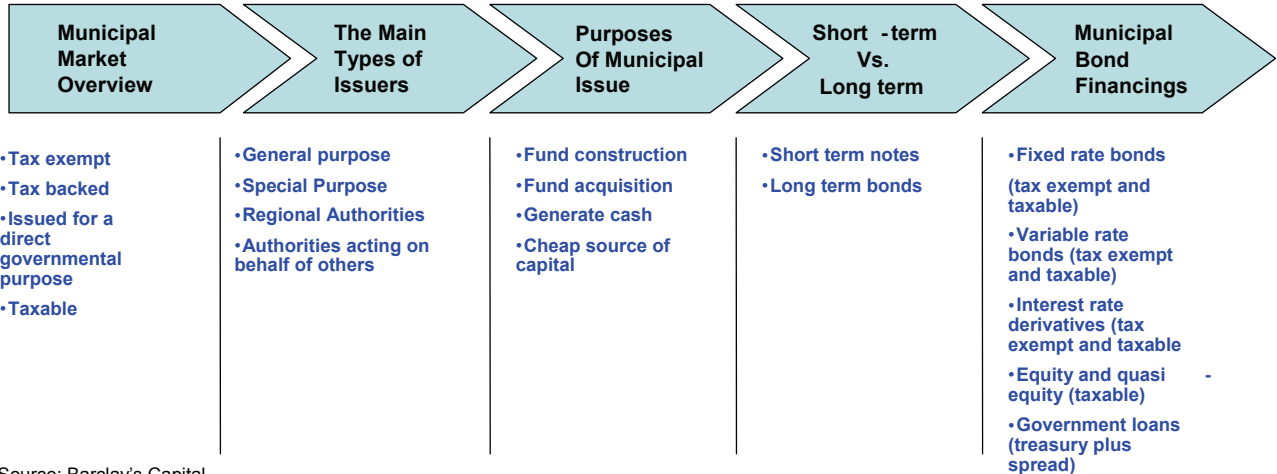 Municipal
Market
Overview
The Main
Types of
Issuers
Purposes
Of Municipal
Issue
Short -term
Vs.
Long term
Municipal
Bond
Financings
•Tax exempt
•Tax backed
•Issued for a
direct
governmental
purpose
•Taxable
•General purpose
•Special Purpose
•Regional Authorities
•Authorities acting on
behalf of others
•Fund construction
•Fund acquisition
•Generate cash
•Cheap source of
capital
•Short term notes
•Long term bonds
•Fixed rate bonds
(tax exempt and
taxable)
•Variable rate
bonds (tax exempt
and taxable)
•Interest rate
derivatives (tax
exempt and taxable
•Equity and quasi -
equity (taxable)
•Government loans
(treasury plus
spread)
Source: Barclay's Capital